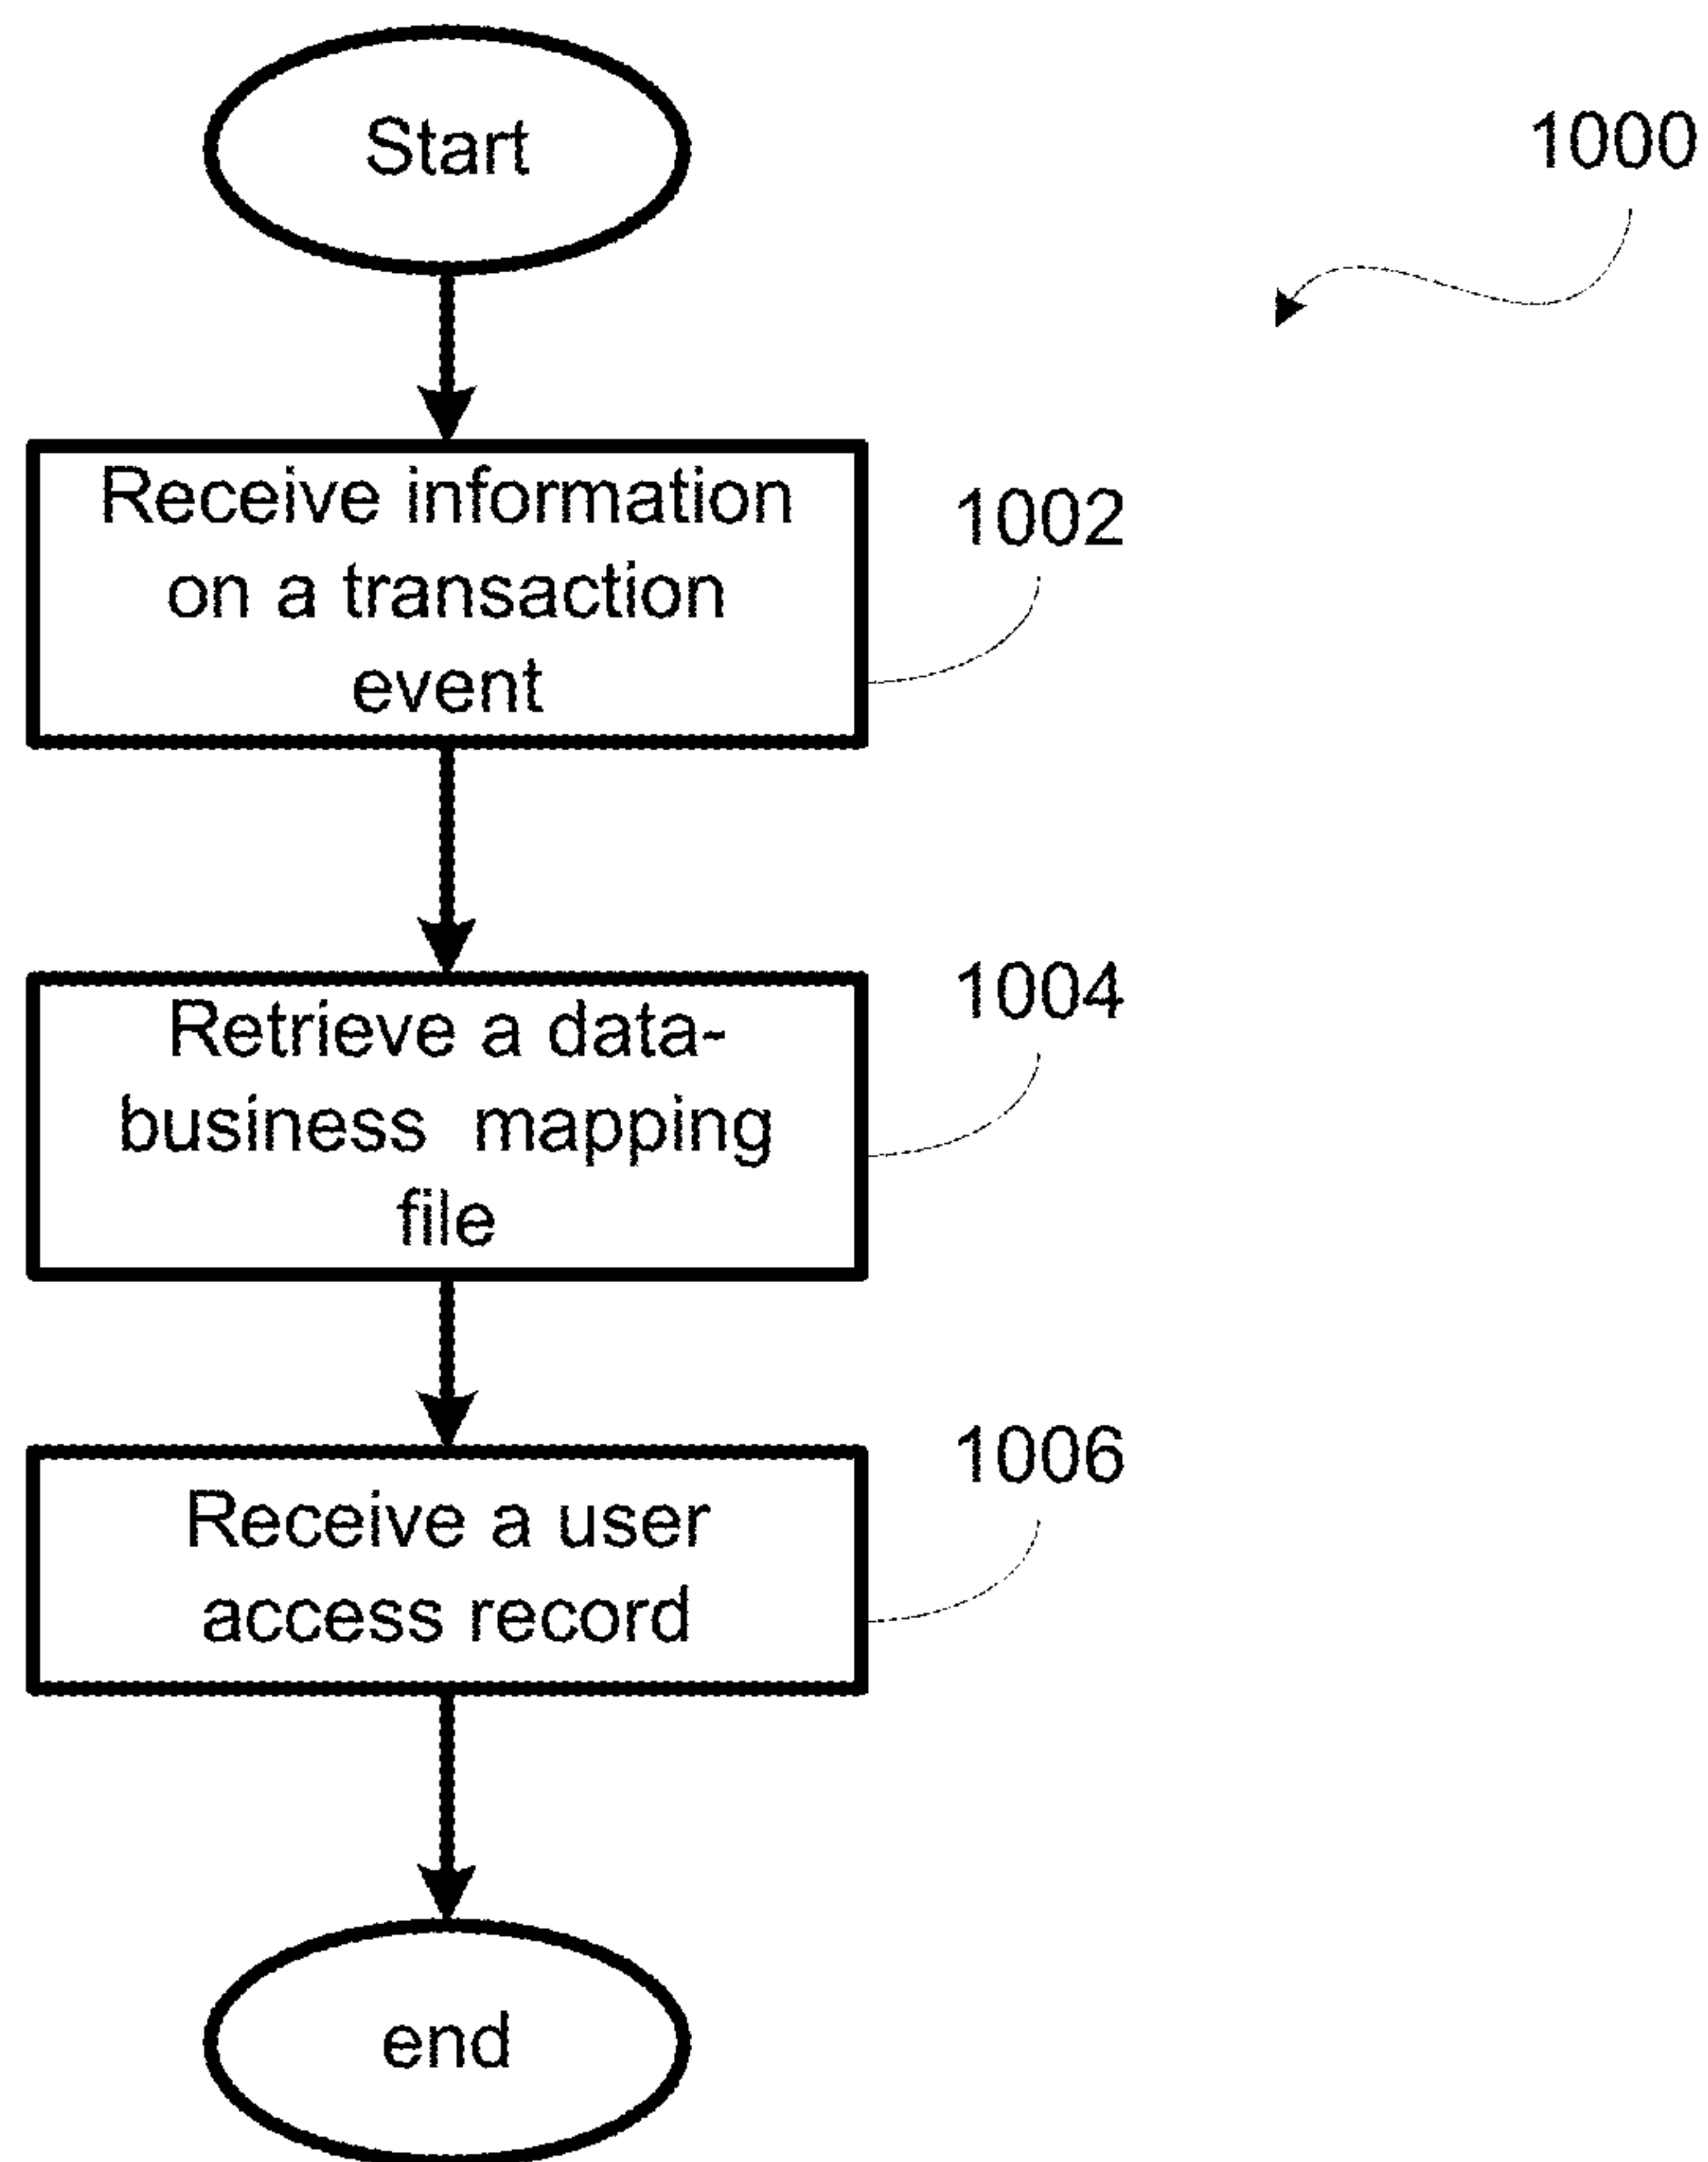 Start
1000
Receive information
on a transaction
event
1002
Retrieve a data-
business  mapping
file
1004
Receive a user
access record
1006
end